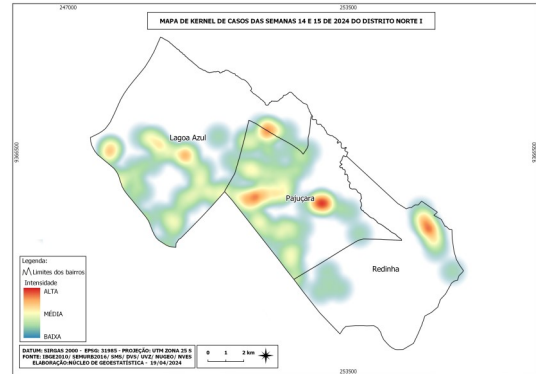 247000
253500
MAPA DE KERNEL DE CASOS DAS SEMANAS 14 E 15 DE 2024 DO DISTRITO NORTE I
Lagoa Azul
Pajuçara
Redinha
Legenda:
Limites dos bairros
Intensidade
ALTA
MÉDIA
BAIXA
DATUM: SIRGAS 2000 - EPSG: 31985 - PROJEÇÃO: UTM ZONA 25 S
FONTE: IBGE2010/ SEMURB2016/ SMS/ DVS/ UVZ/ NUGEO/ NVES
ELABORAÇÃO:NÚCLEO DE GEOESTATÍSTICA - 19/04/2024
0 1 2 km
253500